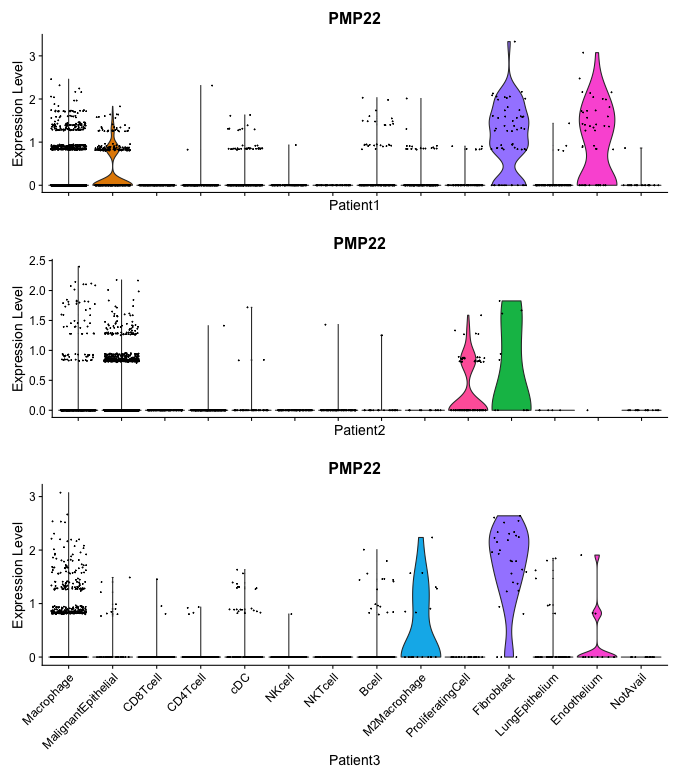 PMP22
Expression Level
3
2
1
0
Patient1
PMP22
Expression Level
2.5
2.0
1.5
1.0
0.5
0.0
Patient2
PMP22
Expression Level
3
2
1
0
Macrophage
MalignantEpithelial
CD8Tcell
CD4Tcell
cDC
NKcell
NKTcell
Bcell
M2Macrophage
ProliferatingCell
Fibroblast
LungEpithelium
Endothelium
NotAvail
Patient3